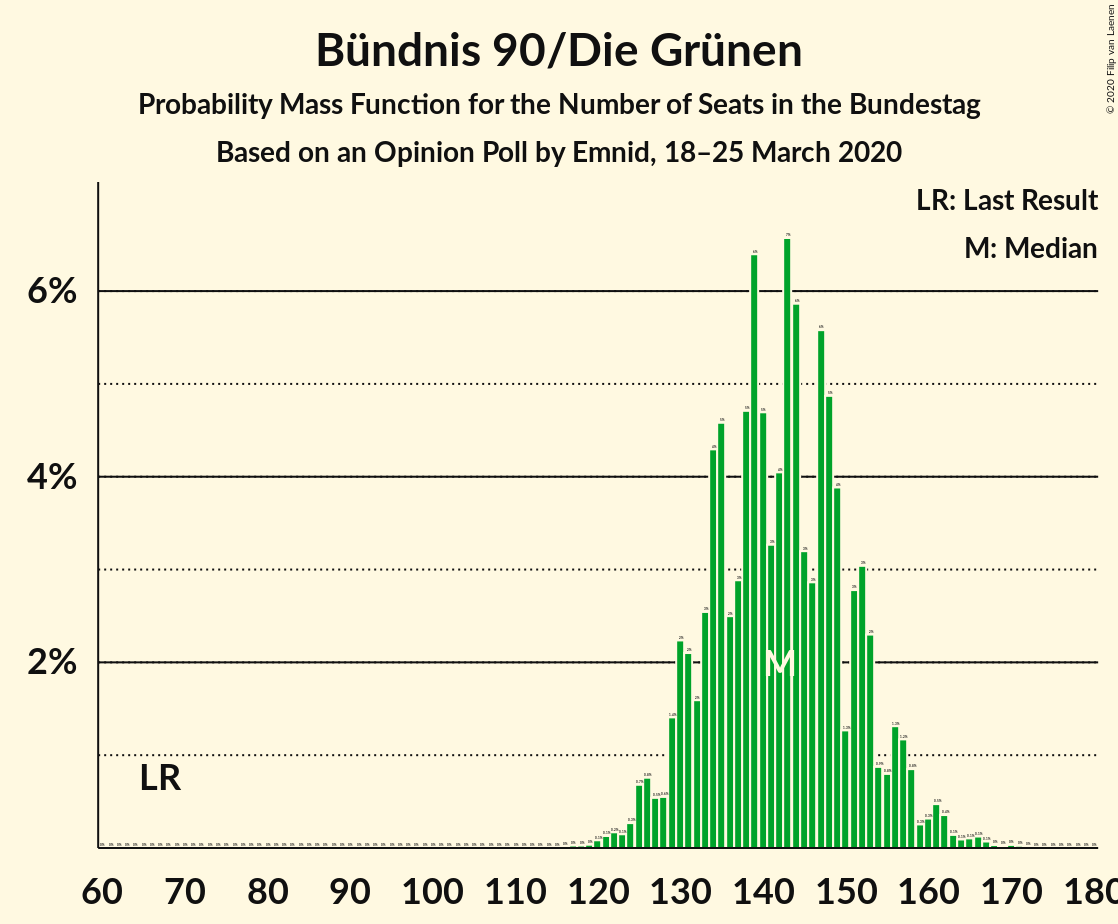 Bündnis 90/Die Grünen
Probability Mass Function for the Number of Seats in the Bundestag
Based on an Opinion Poll by Emnid, 18–25 March 2020
© 2020 Filip van Laenen
LR: Last Result
M: Median
6%
4%
2%
LR
M
60 70 80 90 100 110 120 130 140 150 160 170 180